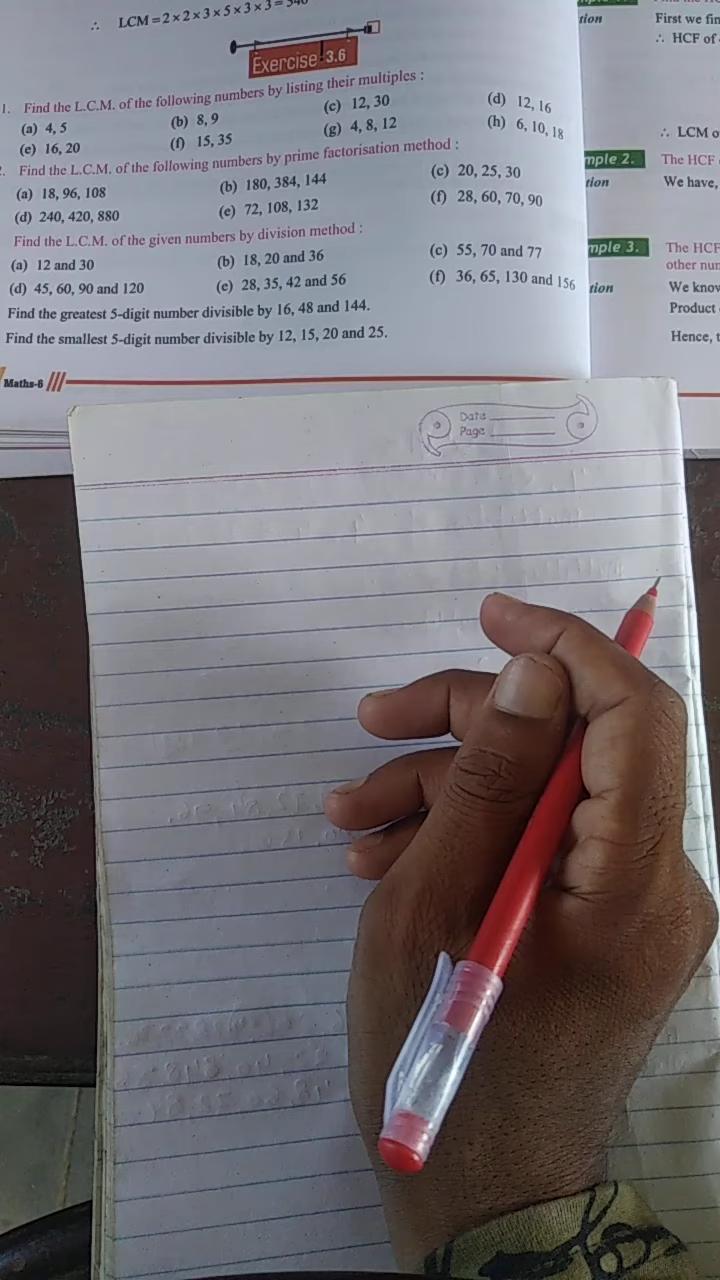 ∴ LCM = 2 × 2 × 3 × 5 × 3 × 3 = 540
Exercise 3.6
1. Find the L.C.M. of the following numbers by listing their multiples :
(a) 4, 5 (b) 8, 9 (c) 12, 30 (d) 12, 16
(e) 16, 20 (f) 15, 35 (g) 4, 8, 12 (h) 6, 10, 18
. Find the L.C.M. of the following numbers by prime factorisation method :
(a) 18, 96, 108 (b) 180, 384, 144 (c) 20, 25, 30
(d) 240, 420, 880 (e) 72, 108, 132 (f) 28, 60, 70, 90
Find the L.C.M. of the given numbers by division method :
(a) 12 and 30 (b) 18, 20 and 36 (c) 55, 70 and 77
(d) 45, 60, 90 and 120 (e) 28, 35, 42 and 56 (f) 36, 65, 130 and 156
Find the greatest 5-digit number divisible by 16, 48 and 144.
Find the smallest 5-digit number divisible by 12, 15, 20 and 25.
Maths-6
tion First we fin
∴ HCF of
∴ LCM o
mple 2. The HCF
tion We have,
mple 3. The HCF
other nun
tion We know
Product
Hence, t
Date
Page